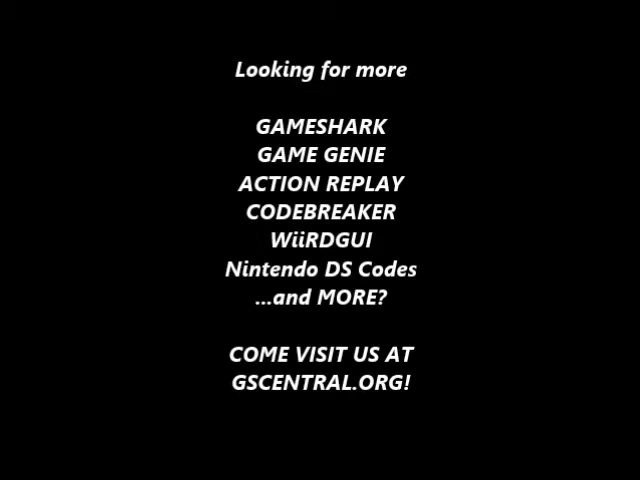 Looking for more
GAMESHARK
GAME GENIE
ACTION REPLAY
CODEBREAKER
WiiRDGUI
Nintendo DS Codes
...and MORE?
COME VISIT US AT
GSCENTRAL.ORG!